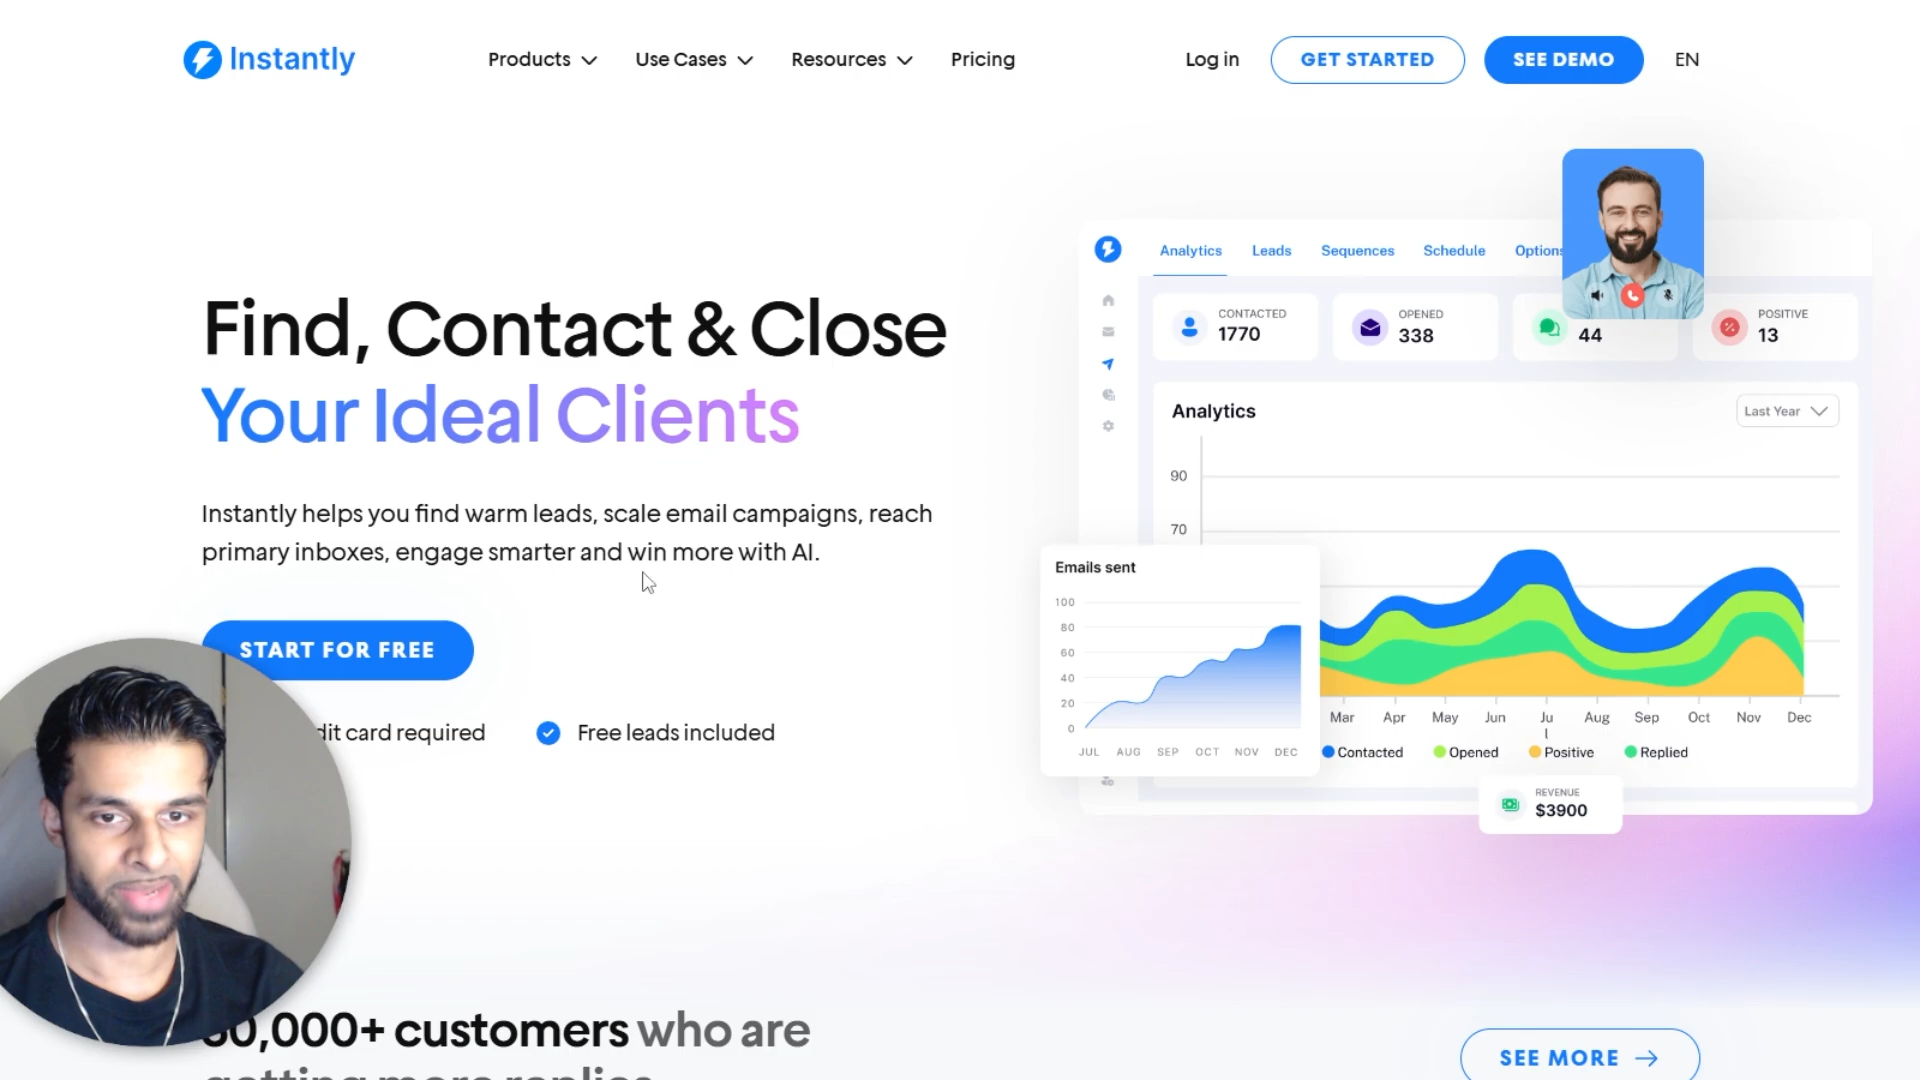 Instantly
Products
Use Cases
Resources
Pricing
Log in
GET STARTED
SEE DEMO
EN
Find, Contact & Close
Your Ideal Clients
Instantly helps you find warm leads, scale email campaigns, reach
primary inboxes, engage smarter and win more with AI.
START FOR FREE
card required
Free leads included
Analytics
Leads
Sequences
Schedule
Options
CONTACTED
1770
OPENED
338
44
POSITIVE
13
Analytics
Last Year
90
70
Emails sent
100
80
60
40
20
0
JUL AUG SEP OCT NOV DEC
Mar Apr May Jun Jul Aug Sep Oct Nov Dec
Contacted Opened Positive Replied
REVENUE
$3900
0,000+ customers who are
getting more replies
SEE MORE